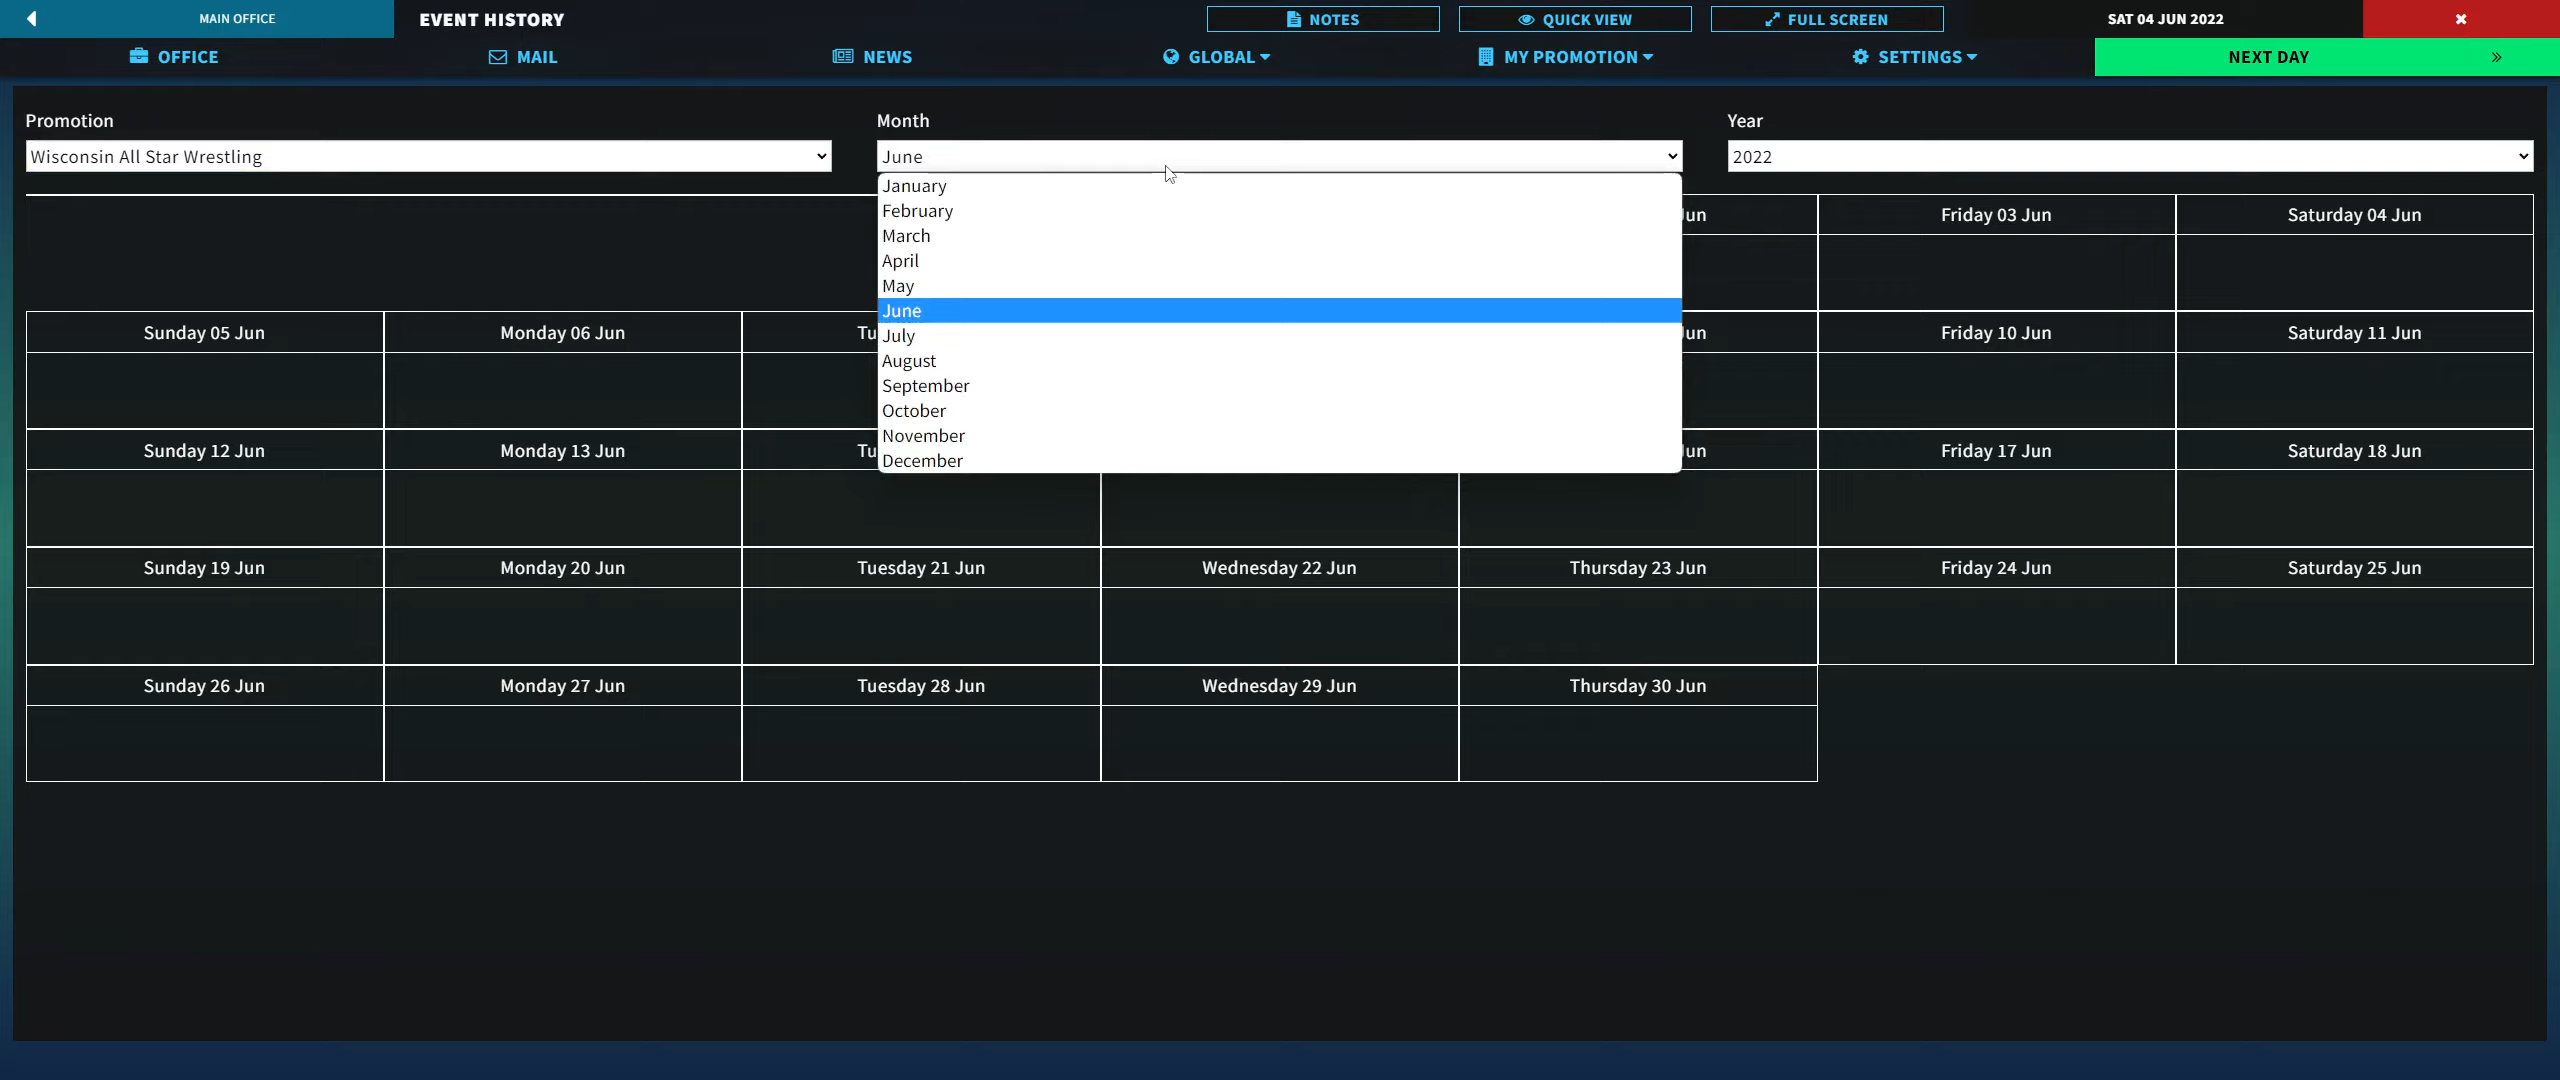 MAIN OFFICE
EVENT HISTORY
NOTES
QUICK VIEW
FULL SCREEN
SAT 04 JUN 2022
OFFICE
MAIL
NEWS
GLOBAL
MY PROMOTION
SETTINGS
NEXT DAY
Promotion
Month
Year
Wisconsin All Star Wrestling
June
2022
January
February
March
April
May
June
July
August
September
October
November
December
Jun
Friday 03 Jun
Saturday 04 Jun
Sunday 05 Jun
Monday 06 Jun
Tu
Jun
Friday 10 Jun
Saturday 11 Jun
Sunday 12 Jun
Monday 13 Jun
Tu
Jun
Friday 17 Jun
Saturday 18 Jun
Sunday 19 Jun
Monday 20 Jun
Tuesday 21 Jun
Wednesday 22 Jun
Thursday 23 Jun
Friday 24 Jun
Saturday 25 Jun
Sunday 26 Jun
Monday 27 Jun
Tuesday 28 Jun
Wednesday 29 Jun
Thursday 30 Jun